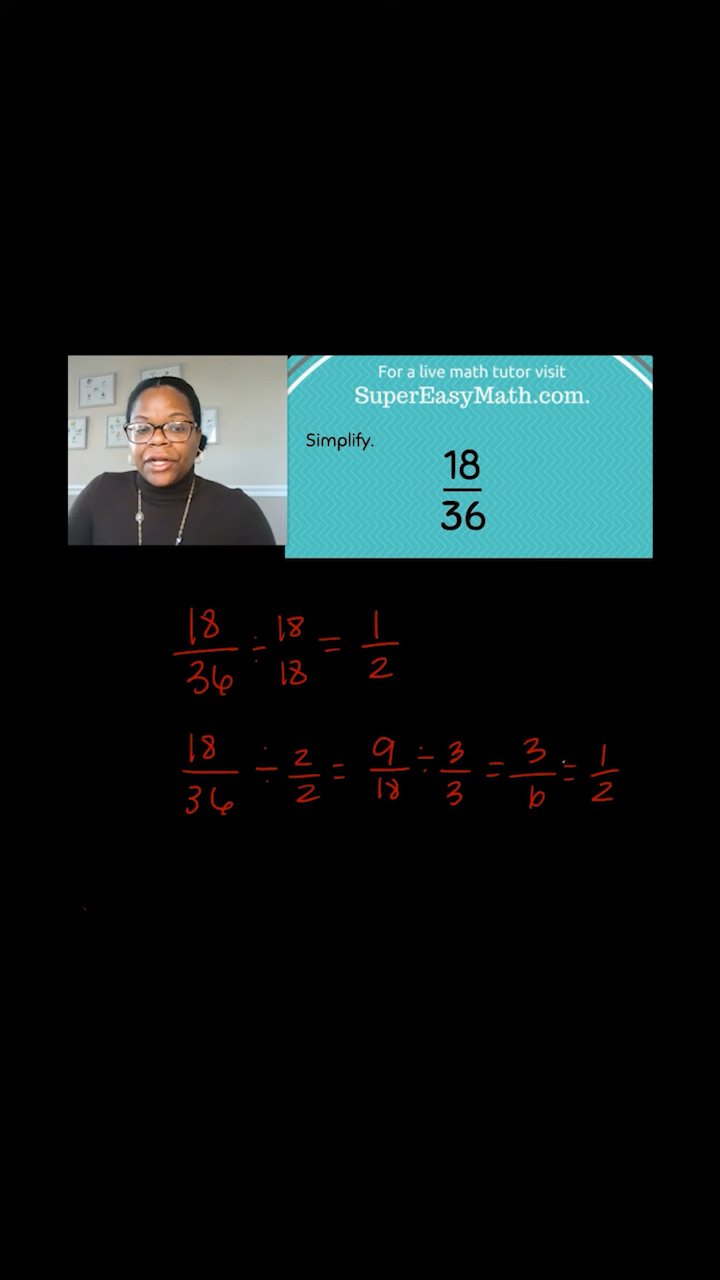 For a live math tutor visit
SuperEasyMath.com.
Simplify.
18
36
18/36 ÷ 18/18 = 1/2
18/36 ÷ 2/2 = 9/18 ÷ 3/3 = 3/6 = 1/2